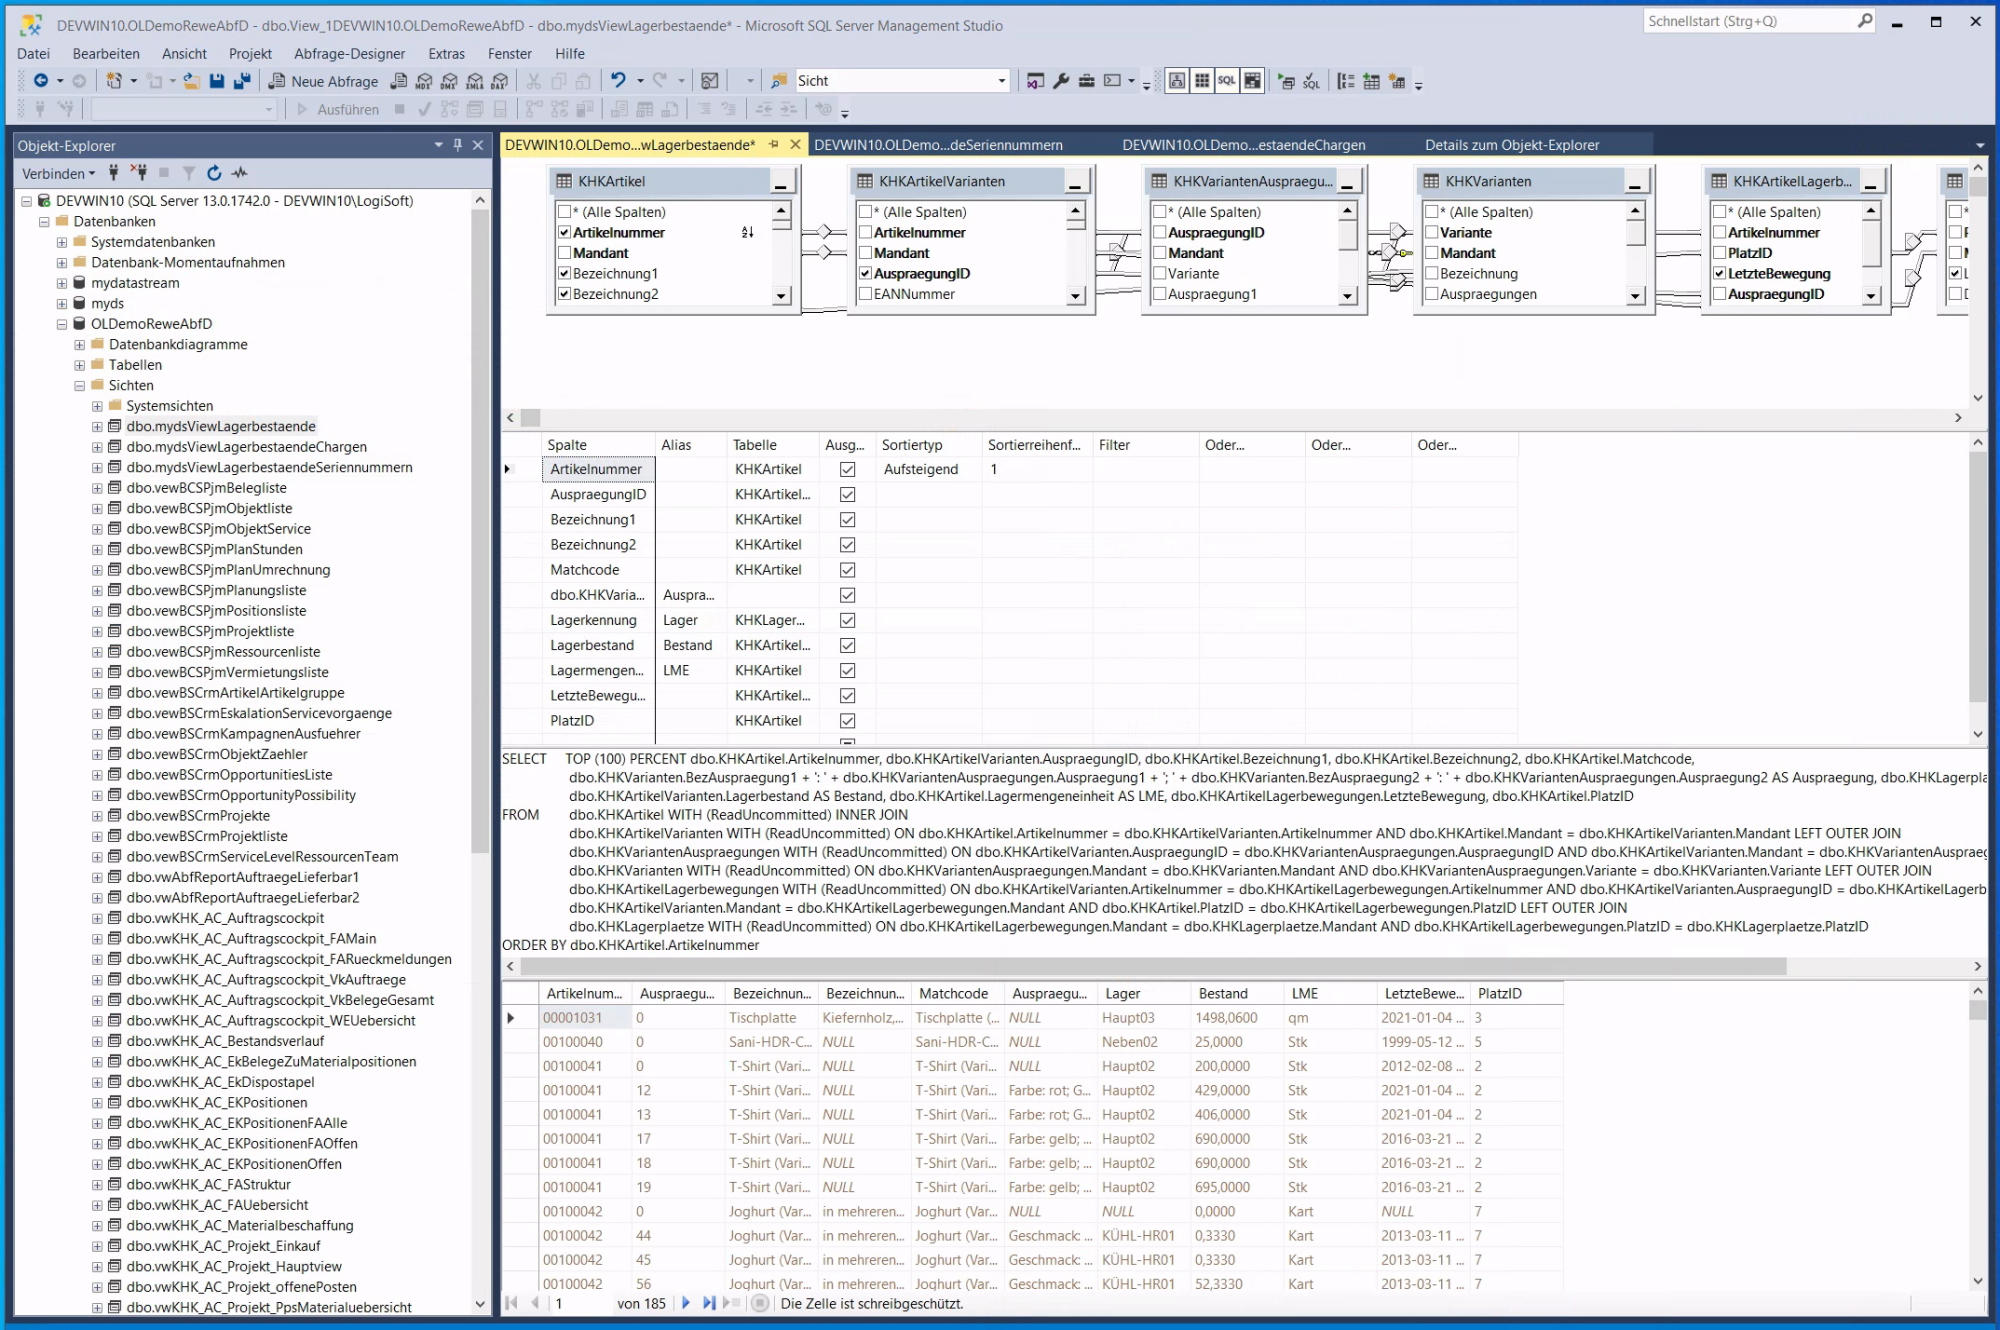 DEVWIN10.OLDemoReweAbfD - dbo.View_1DEVWIN10.OLDemoReweAbfD - dbo.mydsViewLagerbestaende* - Microsoft SQL Server Management Studio
Schnellstart (Strg+Q)
Datei Bearbeiten Ansicht Projekt Abfrage-Designer Extras Fenster Hilfe
Neue Abfrage MDX DMX XMLA DAX Sicht SQL SQL
Ausführen
Objekt-Explorer
Verbinden
DEVWIN10 (SQL Server 13.0.1742.0 - DEVWIN10\LogiSoft)
Datenbanken
Systemdatenbanken
Datenbank-Momentaufnahmen
mydatastream
myds
OLDemoReweAbfD
Datenbankdiagramme
Tabellen
Sichten
Systemsichten
dbo.mydsViewLagerbestaende
dbo.mydsViewLagerbestaendeChargen
dbo.mydsViewLagerbestaendeSeriennummern
dbo.vewBCSPjmBelegliste
dbo.vewBCSPjmObjektliste
dbo.vewBCSPjmObjektService
dbo.vewBCSPjmPlanStunden
dbo.vewBCSPjmPlanUmrechnung
dbo.vewBCSPjmPlanungsliste
dbo.vewBCSPjmPositionsliste
dbo.vewBCSPjmProjektliste
dbo.vewBCSPjmRessourcenliste
dbo.vewBCSPjmVermietungsliste
dbo.vewBSCrmArtikelArtikelgruppe
dbo.vewBSCrmEskalationServicevorgaenge
dbo.vewBSCrmKampagnenAusfuehrer
dbo.vewBSCrmObjektZaehler
dbo.vewBSCrmOpportunitiesListe
dbo.vewBSCrmOpportunityPossibility
dbo.vewBSCrmProjekte
dbo.vewBSCrmProjektliste
dbo.vewBSCrmServiceLevelRessourcenTeam
dbo.vwAbfReportAuftraegeLieferbar1
dbo.vwAbfReportAuftraegeLieferbar2
dbo.vwKHK_AC_Auftragscockpit
dbo.vwKHK_AC_Auftragscockpit_FAMain
dbo.vwKHK_AC_Auftragscockpit_FARueckmeldungen
dbo.vwKHK_AC_Auftragscockpit_VkAuftraege
dbo.vwKHK_AC_Auftragscockpit_VkBelegeGesamt
dbo.vwKHK_AC_Auftragscockpit_WEUebersicht
dbo.vwKHK_AC_Bestandsverlauf
dbo.vwKHK_AC_EkBelegeZuMaterialpositionen
dbo.vwKHK_AC_EkDispostapel
dbo.vwKHK_AC_EKPositionen
dbo.vwKHK_AC_EKPositionenFAAlle
dbo.vwKHK_AC_EKPositionenFAOffen
dbo.vwKHK_AC_EKPositionenOffen
dbo.vwKHK_AC_FAStruktur
dbo.vwKHK_AC_FAUebersicht
dbo.vwKHK_AC_Materialbeschaffung
dbo.vwKHK_AC_Projekt_Einkauf
dbo.vwKHK_AC_Projekt_Hauptview
dbo.vwKHK_AC_Projekt_offenePosten
dbo.vwKHK_AC_Projekt_PpsMaterialuebersicht
DEVWIN10.OLDemo...wLagerbestaende* DEVWIN10.OLDemo...deSeriennummern DEVWIN10.OLDemo...estaendeChargen Details zum Objekt-Explorer
KHKArtikel
* (Alle Spalten)
Artikelnummer
Mandant
Bezeichnung1
Bezeichnung2
KHKArtikelVarianten
* (Alle Spalten)
Artikelnummer
Mandant
AuspraegungID
EANNummer
KHKVariantenAuspraegu...
* (Alle Spalten)
AuspraegungID
Mandant
Variante
Auspraegung1
KHKVarianten
* (Alle Spalten)
Variante
Mandant
Bezeichnung
Auspraegungen
KHKArtikelLagerb...
* (Alle Spalten)
Artikelnummer
PlatzID
LetzteBewegung
AuspraegungID
Spalte Alias Tabelle Ausg... Sortiertyp Sortierreihenf... Filter Oder... Oder... Oder...
Artikelnummer KHKArtikel Aufsteigend 1
AuspraegungID KHKArtikel...
Bezeichnung1 KHKArtikel
Bezeichnung2 KHKArtikel
Matchcode KHKArtikel
dbo.KHKVaria... Auspra...
Lagerkennung Lager KHKLager...
Lagerbestand Bestand KHKArtikel...
Lagermengen... LME KHKArtikel
LetzteBewegu... KHKArtikel...
PlatzID KHKArtikel
SELECT TOP (100) PERCENT dbo.KHKArtikel.Artikelnummer, dbo.KHKArtikelVarianten.AuspraegungID, dbo.KHKArtikel.Bezeichnung1, dbo.KHKArtikel.Bezeichnung2, dbo.KHKArtikel.Matchcode,
dbo.KHKVarianten.BezAuspraegung1 + ': ' + dbo.KHKVariantenAuspraegungen.Auspraegung1 + '; ' + dbo.KHKVarianten.BezAuspraegung2 + ': ' + dbo.KHKVariantenAuspraegungen.Auspraegung2 AS Auspraegung, dbo.KHKLagerpla
dbo.KHKArtikelVarianten.Lagerbestand AS Bestand, dbo.KHKArtikel.Lagermengeneinheit AS LME, dbo.KHKArtikelLagerbewegungen.LetzteBewegung, dbo.KHKArtikel.PlatzID
FROM dbo.KHKArtikel WITH (ReadUncommitted) INNER JOIN
dbo.KHKArtikelVarianten WITH (ReadUncommitted) ON dbo.KHKArtikel.Artikelnummer = dbo.KHKArtikelVarianten.Artikelnummer AND dbo.KHKArtikel.Mandant = dbo.KHKArtikelVarianten.Mandant LEFT OUTER JOIN
dbo.KHKVariantenAuspraegungen WITH (ReadUncommitted) ON dbo.KHKArtikelVarianten.AuspraegungID = dbo.KHKVariantenAuspraegungen.AuspraegungID AND dbo.KHKArtikelVarianten.Mandant = dbo.KHKVariantenAuspraeg
dbo.KHKVarianten WITH (ReadUncommitted) ON dbo.KHKVariantenAuspraegungen.Mandant = dbo.KHKVarianten.Mandant AND dbo.KHKVariantenAuspraegungen.Variante = dbo.KHKVarianten.Variante LEFT OUTER JOIN
dbo.KHKArtikelLagerbewegungen WITH (ReadUncommitted) ON dbo.KHKArtikelVarianten.Artikelnummer = dbo.KHKArtikelLagerbewegungen.Artikelnummer AND dbo.KHKArtikelVarianten.AuspraegungID = dbo.KHKArtikelLagerb
dbo.KHKArtikelVarianten.Mandant = dbo.KHKArtikelLagerbewegungen.Mandant AND dbo.KHKArtikel.PlatzID = dbo.KHKArtikelLagerbewegungen.PlatzID LEFT OUTER JOIN
dbo.KHKLagerplaetze WITH (ReadUncommitted) ON dbo.KHKArtikelLagerbewegungen.Mandant = dbo.KHKLagerplaetze.Mandant AND dbo.KHKArtikelLagerbewegungen.PlatzID = dbo.KHKLagerplaetze.PlatzID
ORDER BY dbo.KHKArtikel.Artikelnummer
Artikelnum... Auspraegu... Bezeichnun... Bezeichnun... Matchcode Auspraegu... Lager Bestand LME LetzteBewe... PlatzID
00001031 0 Tischplatte Kiefernholz,... Tischplatte (... NULL Haupt03 1498,0600 qm 2021-01-04 ... 3
00100040 0 Sani-HDR-C... NULL Sani-HDR-C... NULL Neben02 25,0000 Stk 1999-05-12 ... 5
00100041 0 T-Shirt (Vari... NULL T-Shirt (Vari... NULL Haupt02 200,0000 Stk 2012-02-08 ... 2
00100041 12 T-Shirt (Vari... NULL T-Shirt (Vari... Farbe: rot; G... Haupt02 429,0000 Stk 2021-01-04 ... 2
00100041 13 T-Shirt (Vari... NULL T-Shirt (Vari... Farbe: rot; G... Haupt02 406,0000 Stk 2021-01-04 ... 2
00100041 17 T-Shirt (Vari... NULL T-Shirt (Vari... Farbe: gelb; ... Haupt02 690,0000 Stk 2016-03-21 ... 2
00100041 18 T-Shirt (Vari... NULL T-Shirt (Vari... Farbe: gelb; ... Haupt02 690,0000 Stk 2016-03-21 ... 2
00100041 19 T-Shirt (Vari... NULL T-Shirt (Vari... Farbe: gelb; ... Haupt02 695,0000 Stk 2016-03-21 ... 2
00100042 0 Joghurt (Var... in mehreren... Joghurt (Var... NULL NULL 0,0000 Kart NULL 7
00100042 44 Joghurt (Var... in mehreren... Joghurt (Var... Geschmack: ... KÜHL-HR01 0,3330 Kart 2013-03-11 ... 7
00100042 45 Joghurt (Var... in mehreren... Joghurt (Var... Geschmack: ... KÜHL-HR01 0,3330 Kart 2013-03-11 ... 7
00100042 56 Joghurt (Var... in mehreren... Joghurt (Var... Geschmack: ... KÜHL-HR01 52,3330 Kart 2013-03-11 ... 7
1 von 185 Die Zelle ist schreibgeschützt.